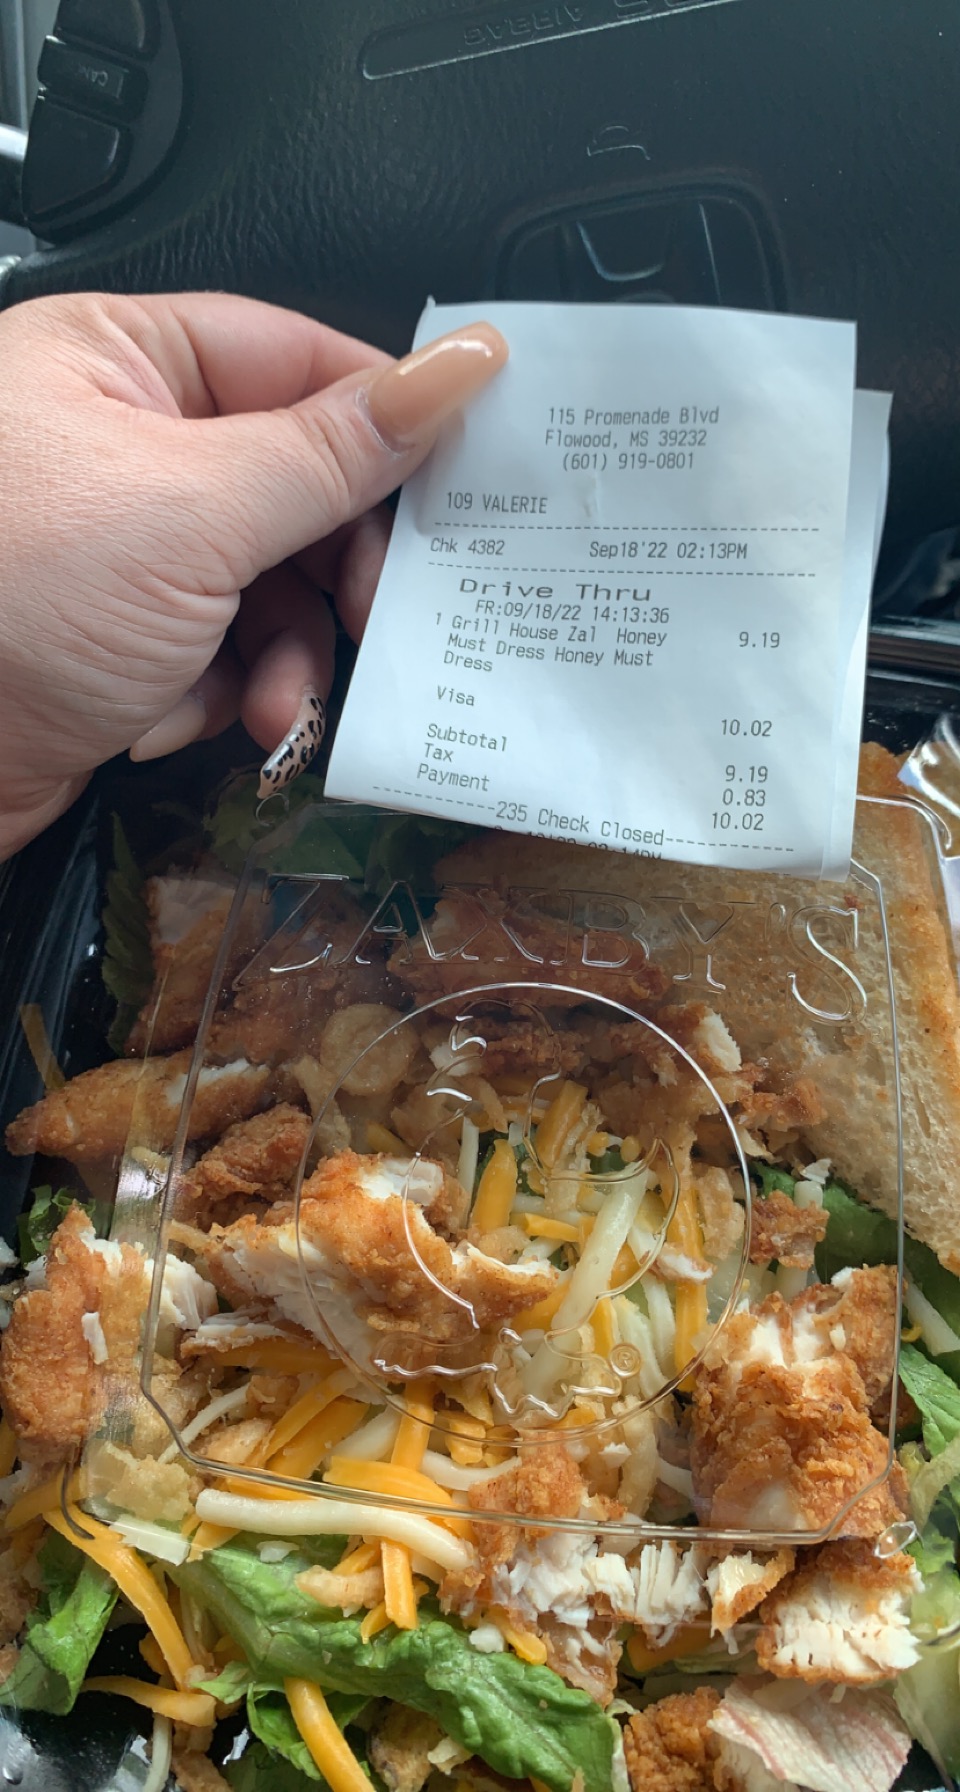 AIRBAG
CAN
115 Promenade Blvd
Flowood, MS 39232
(601) 919-0801
109 VALERIE
Chk 4382 Sep18'22 02:13PM
Drive Thru
FR:09/18/22 14:13:36
1 Grill House Zal Honey 9.19
Must Dress Honey Must
Dress
Visa 10.02
Subtotal 9.19
Tax 0.83
Payment 10.02
----------235 Check Closed--------------
ZAXBY'S
®